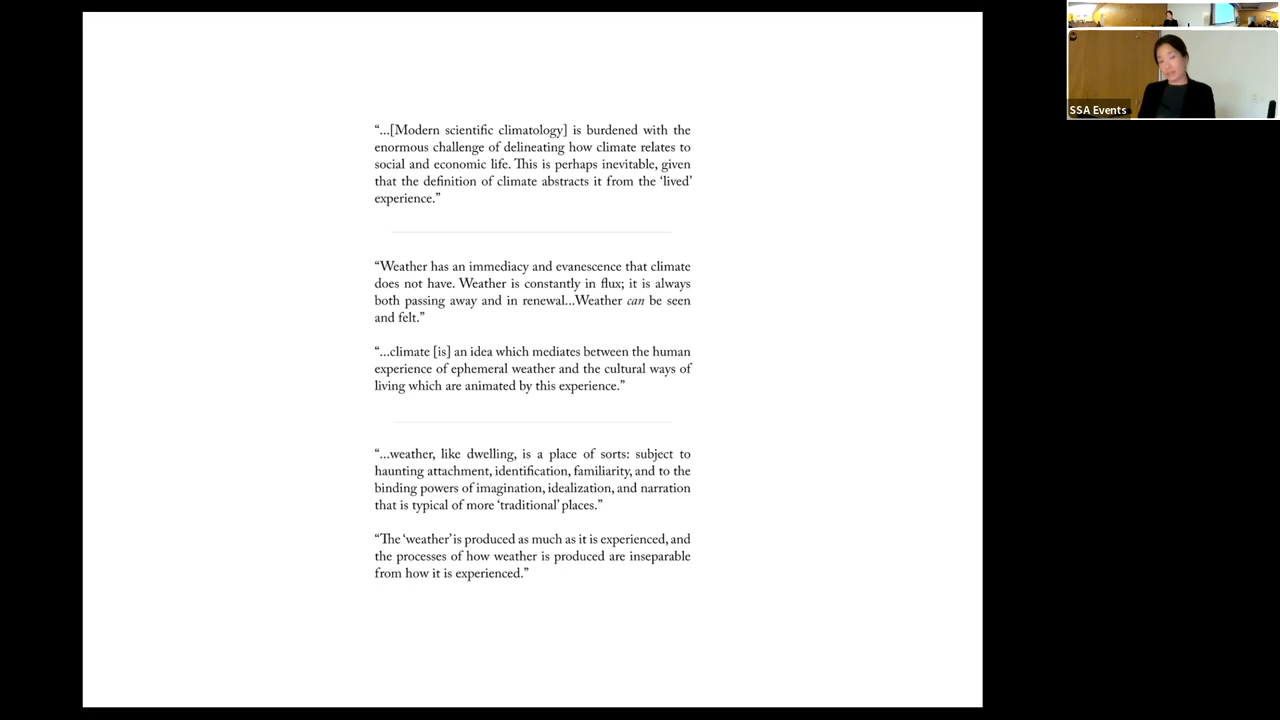 “...[Modern scientific climatology] is burdened with the
enormous challenge of delineating how climate relates to
social and economic life. This is perhaps inevitable, given
that the definition of climate abstracts it from the ‘lived’
experience.”
“Weather has an immediacy and evanescence that climate
does not have. Weather is constantly in flux; it is always
both passing away and in renewal...Weather can be seen
and felt.”
“...climate [is] an idea which mediates between the human
experience of ephemeral weather and the cultural ways of
living which are animated by this experience.”
“...weather, like dwelling, is a place of sorts: subject to
haunting attachment, identification, familiarity, and to the
binding powers of imagination, idealization, and narration
that is typical of more ‘traditional’ places.”
“The ‘weather’ is produced as much as it is experienced, and
the processes of how weather is produced are inseparable
from how it is experienced.”
SSA Events